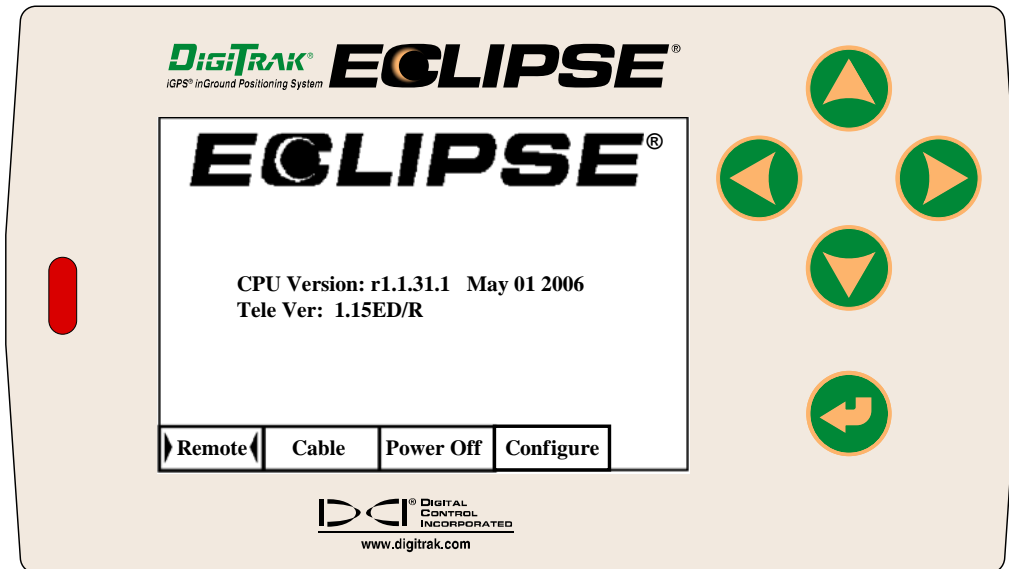 DIGITRAK® ECLIPSE®
iGPS® inGround Positioning System
ECLIPSE®
CPU Version: r1.1.31.1 May 01 2006
Tele Ver: 1.15ED/R
Remote Cable Power Off Configure
DCI® DIGITAL
CONTROL
INCORPORATED
www.digitrak.com